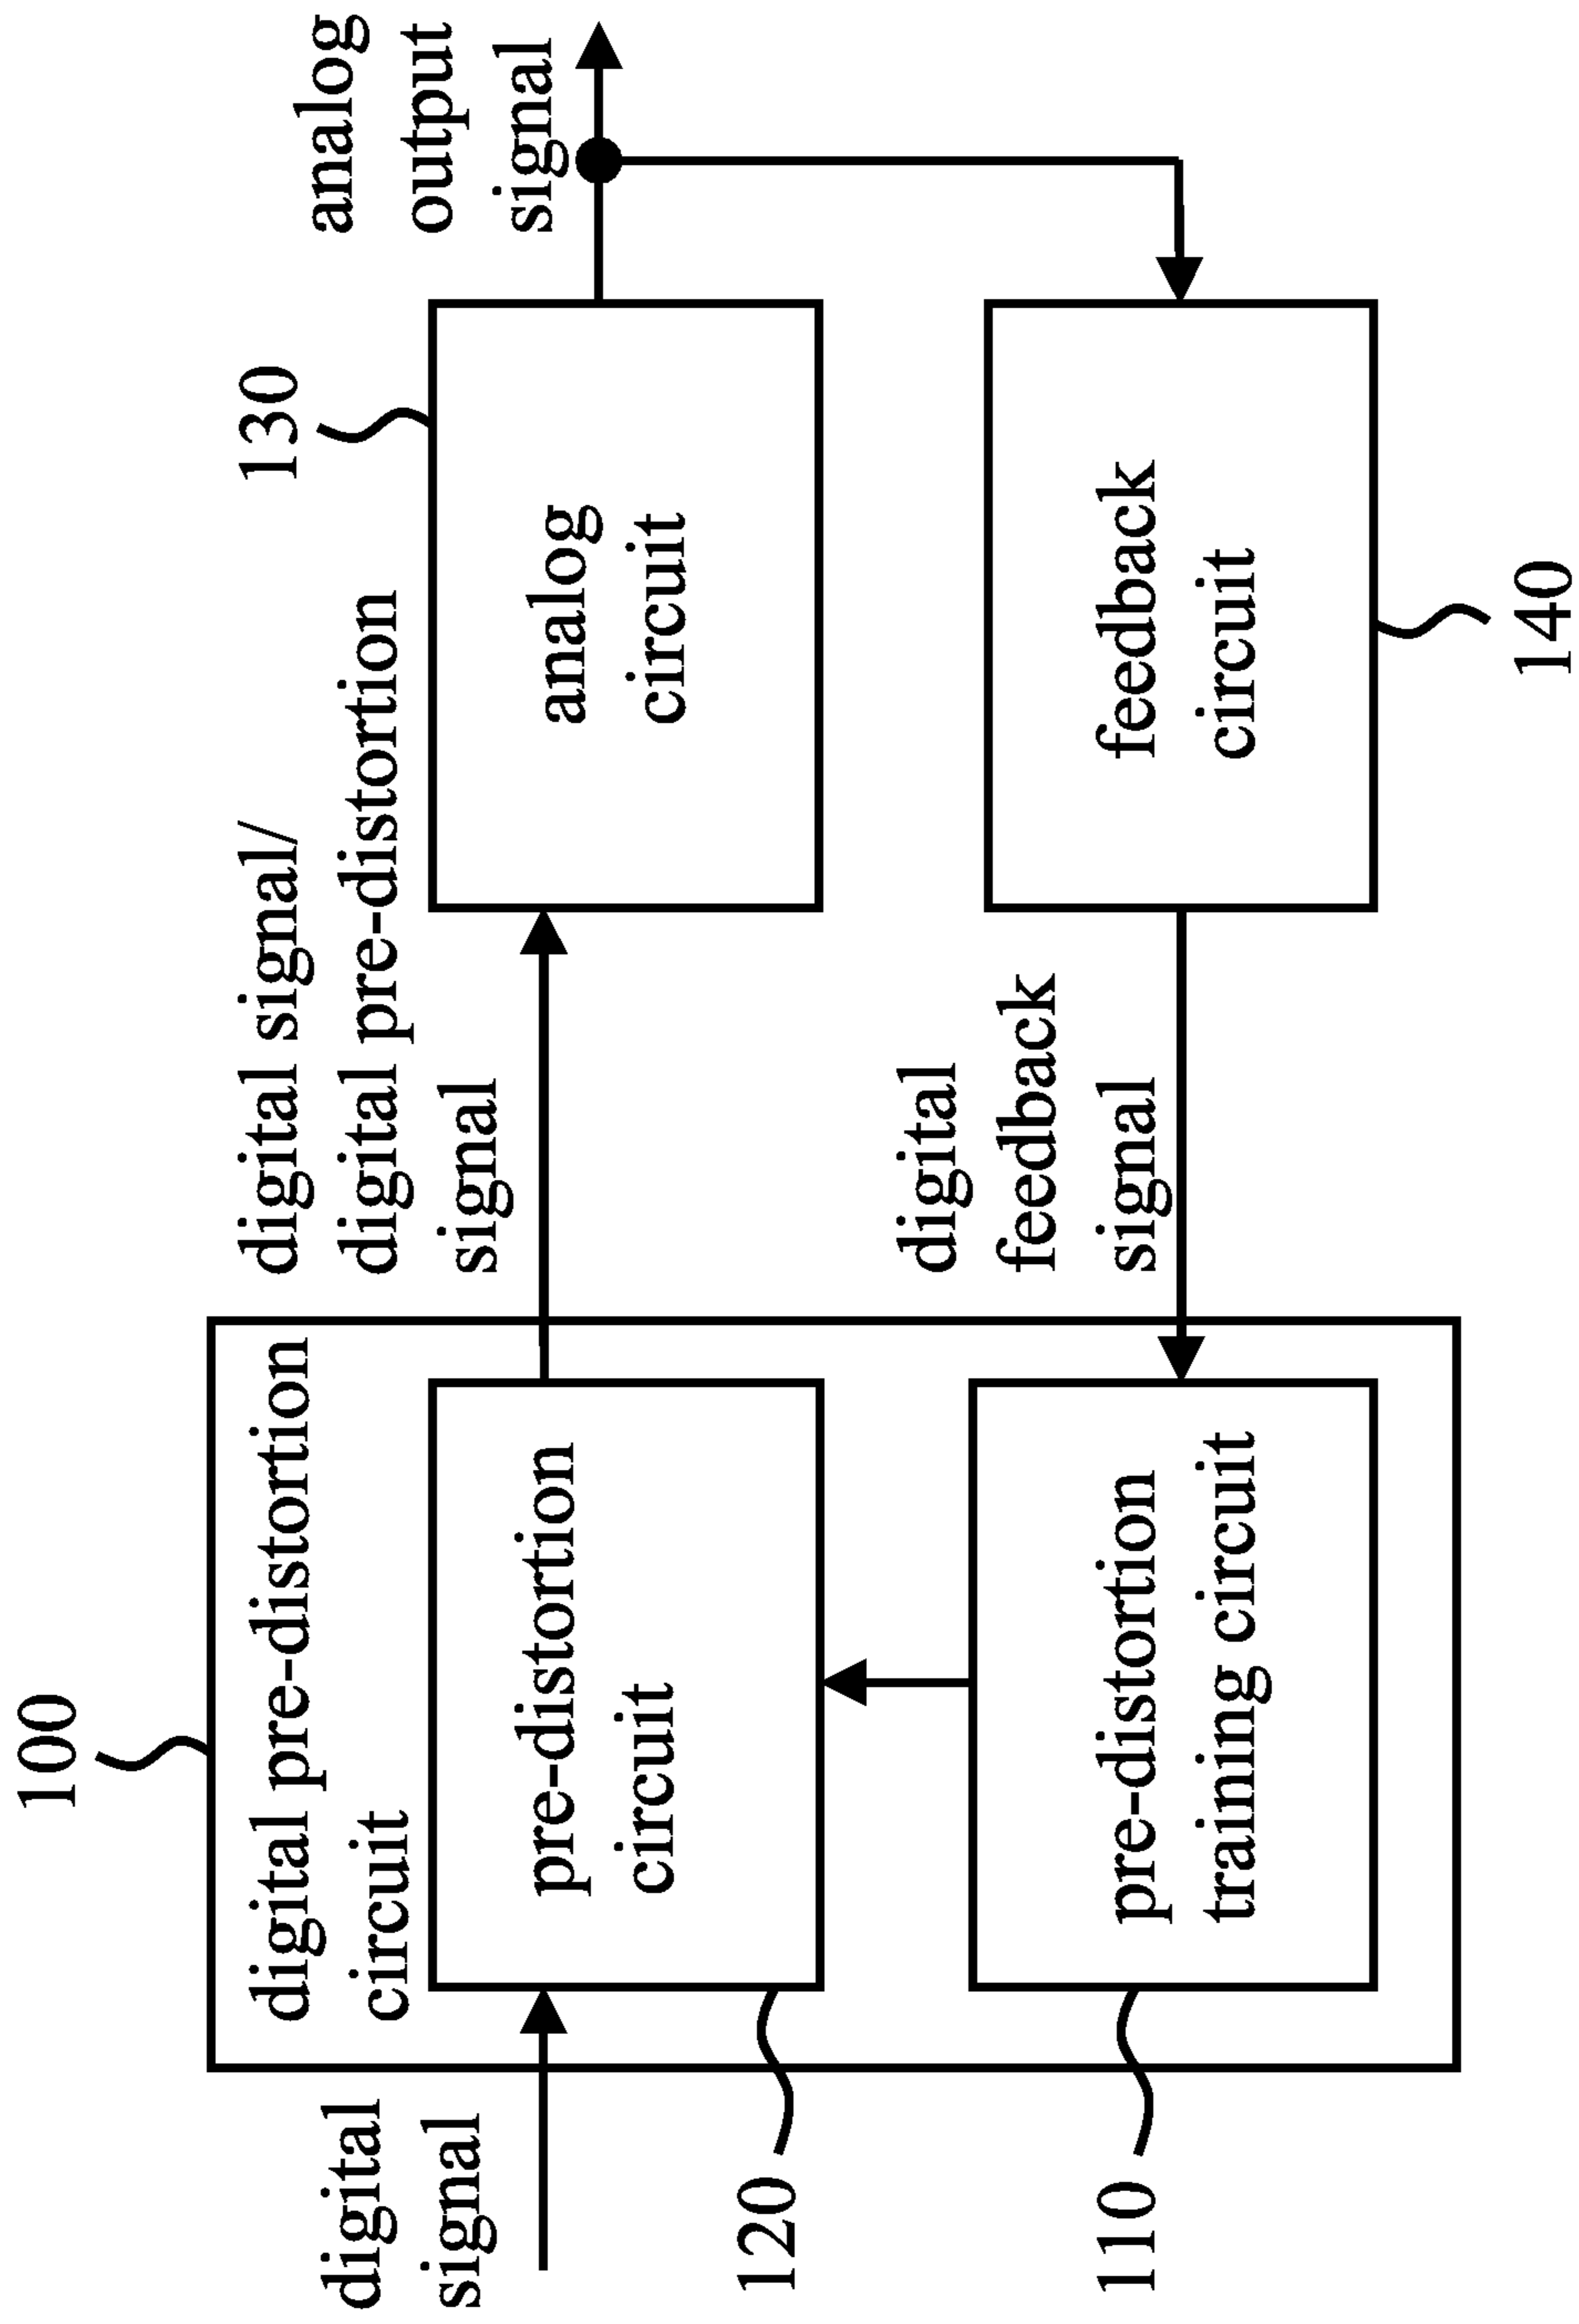 100
digital pre-distortion
circuit
digital
signal
pre-distortion
circuit
120
pre-distortion
training circuit
110
digital signal/
digital pre-distortion
signal
130
analog
circuit
analog
output
signal
digital
feedback
signal
feedback
circuit
140